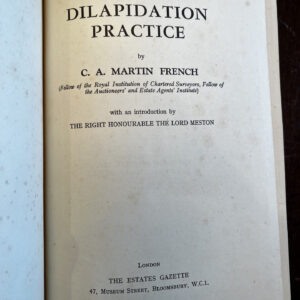 DILAPIDATION
PRACTICE
by
C. A. MARTIN FRENCH
(Fellow of the Royal Institution of Chartered Surveyors, Fellow of
the Auctioneers' and Estate Agents' Institute)
with an introduction by
THE RIGHT HONOURABLE THE LORD MESTON
LONDON
THE ESTATES GAZETTE
47, MUSEUM STREET, BLOOMSBURY, W.C.1.